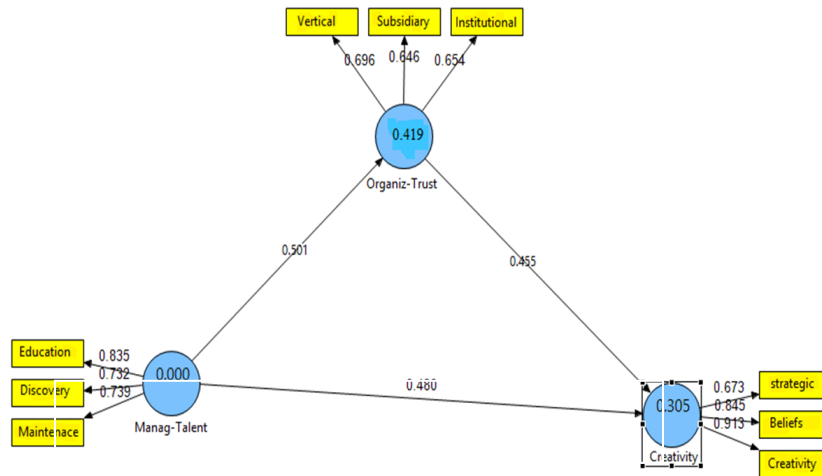 Vertical
Subsidiary
Institutional
0.696
0.646
0.654
0.419
Organiz-Trust
0.501
0.455
Education
0.835
0.732
Discovery
0.739
Maintenace
0.000
Manag-Talent
0.480
0.305
Creativity
0.673
strategic
0.845
Beliefs
0.913
Creativity